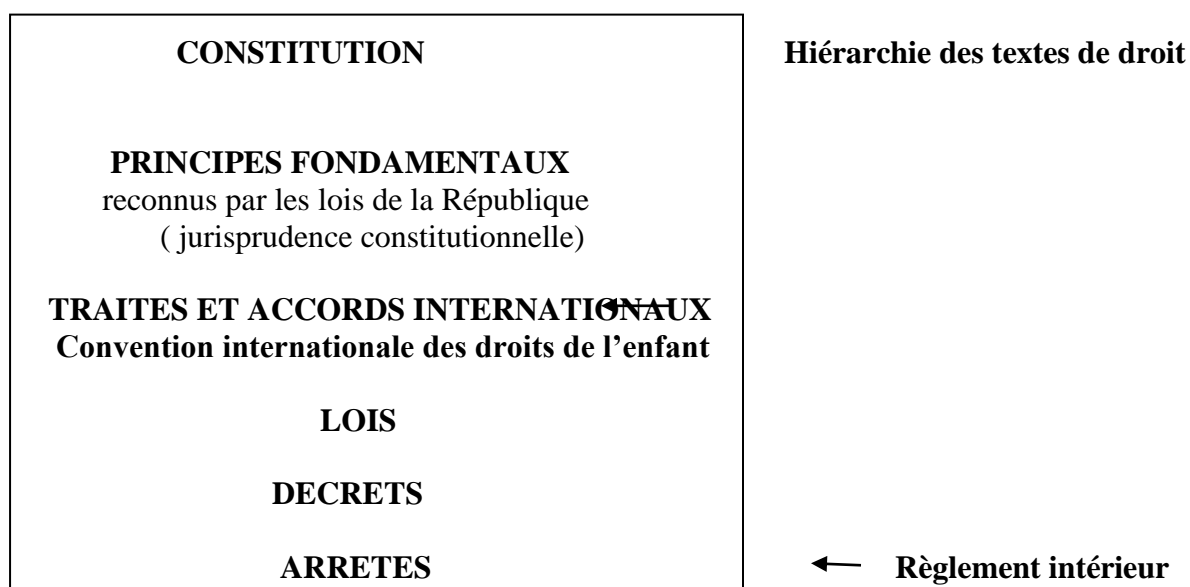 CONSTITUTION Hiérarchie des textes de droit
PRINCIPES FONDAMENTAUX
reconnus par les lois de la République
( jurisprudence constitutionnelle)
TRAITES ET ACCORDS INTERNATIONAUX
Convention internationale des droits de l’enfant
LOIS
DECRETS
ARRETES Règlement intérieur